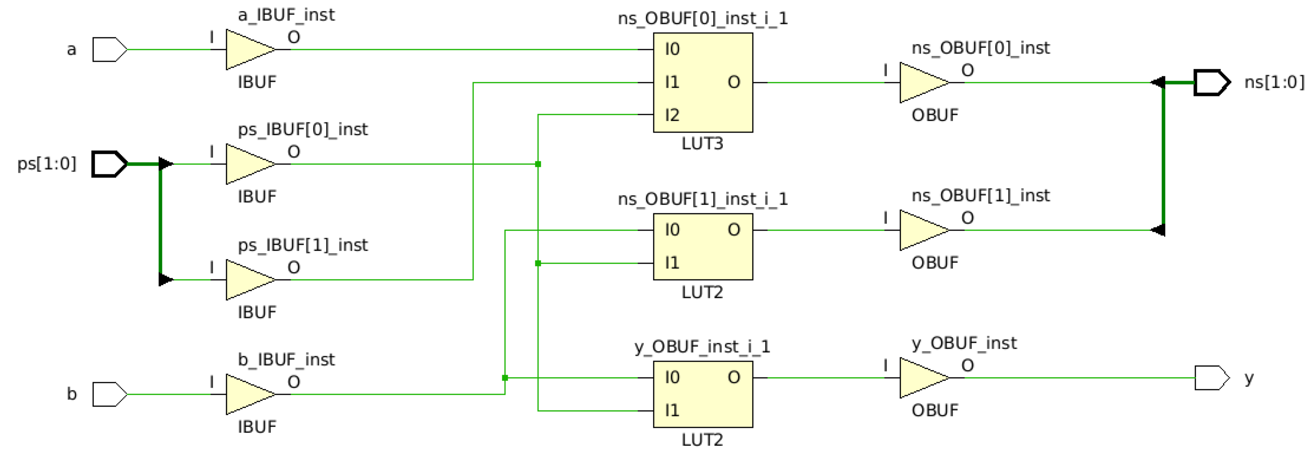 a_IBUF_inst
a
I
O
IBUF
ps_IBUF[0]_inst
ps[1:0]
I
O
IBUF
ps_IBUF[1]_inst
I
O
IBUF
b_IBUF_inst
b
I
O
IBUF
ns_OBUF[0]_inst_i_1
I0
I1
O
I2
LUT3
ns_OBUF[1]_inst_i_1
I0
O
I1
LUT2
y_OBUF_inst_i_1
I0
O
I1
LUT2
ns_OBUF[0]_inst
I
O
OBUF
ns[1:0]
ns_OBUF[1]_inst
I
O
OBUF
y_OBUF_inst
I
O
OBUF
y